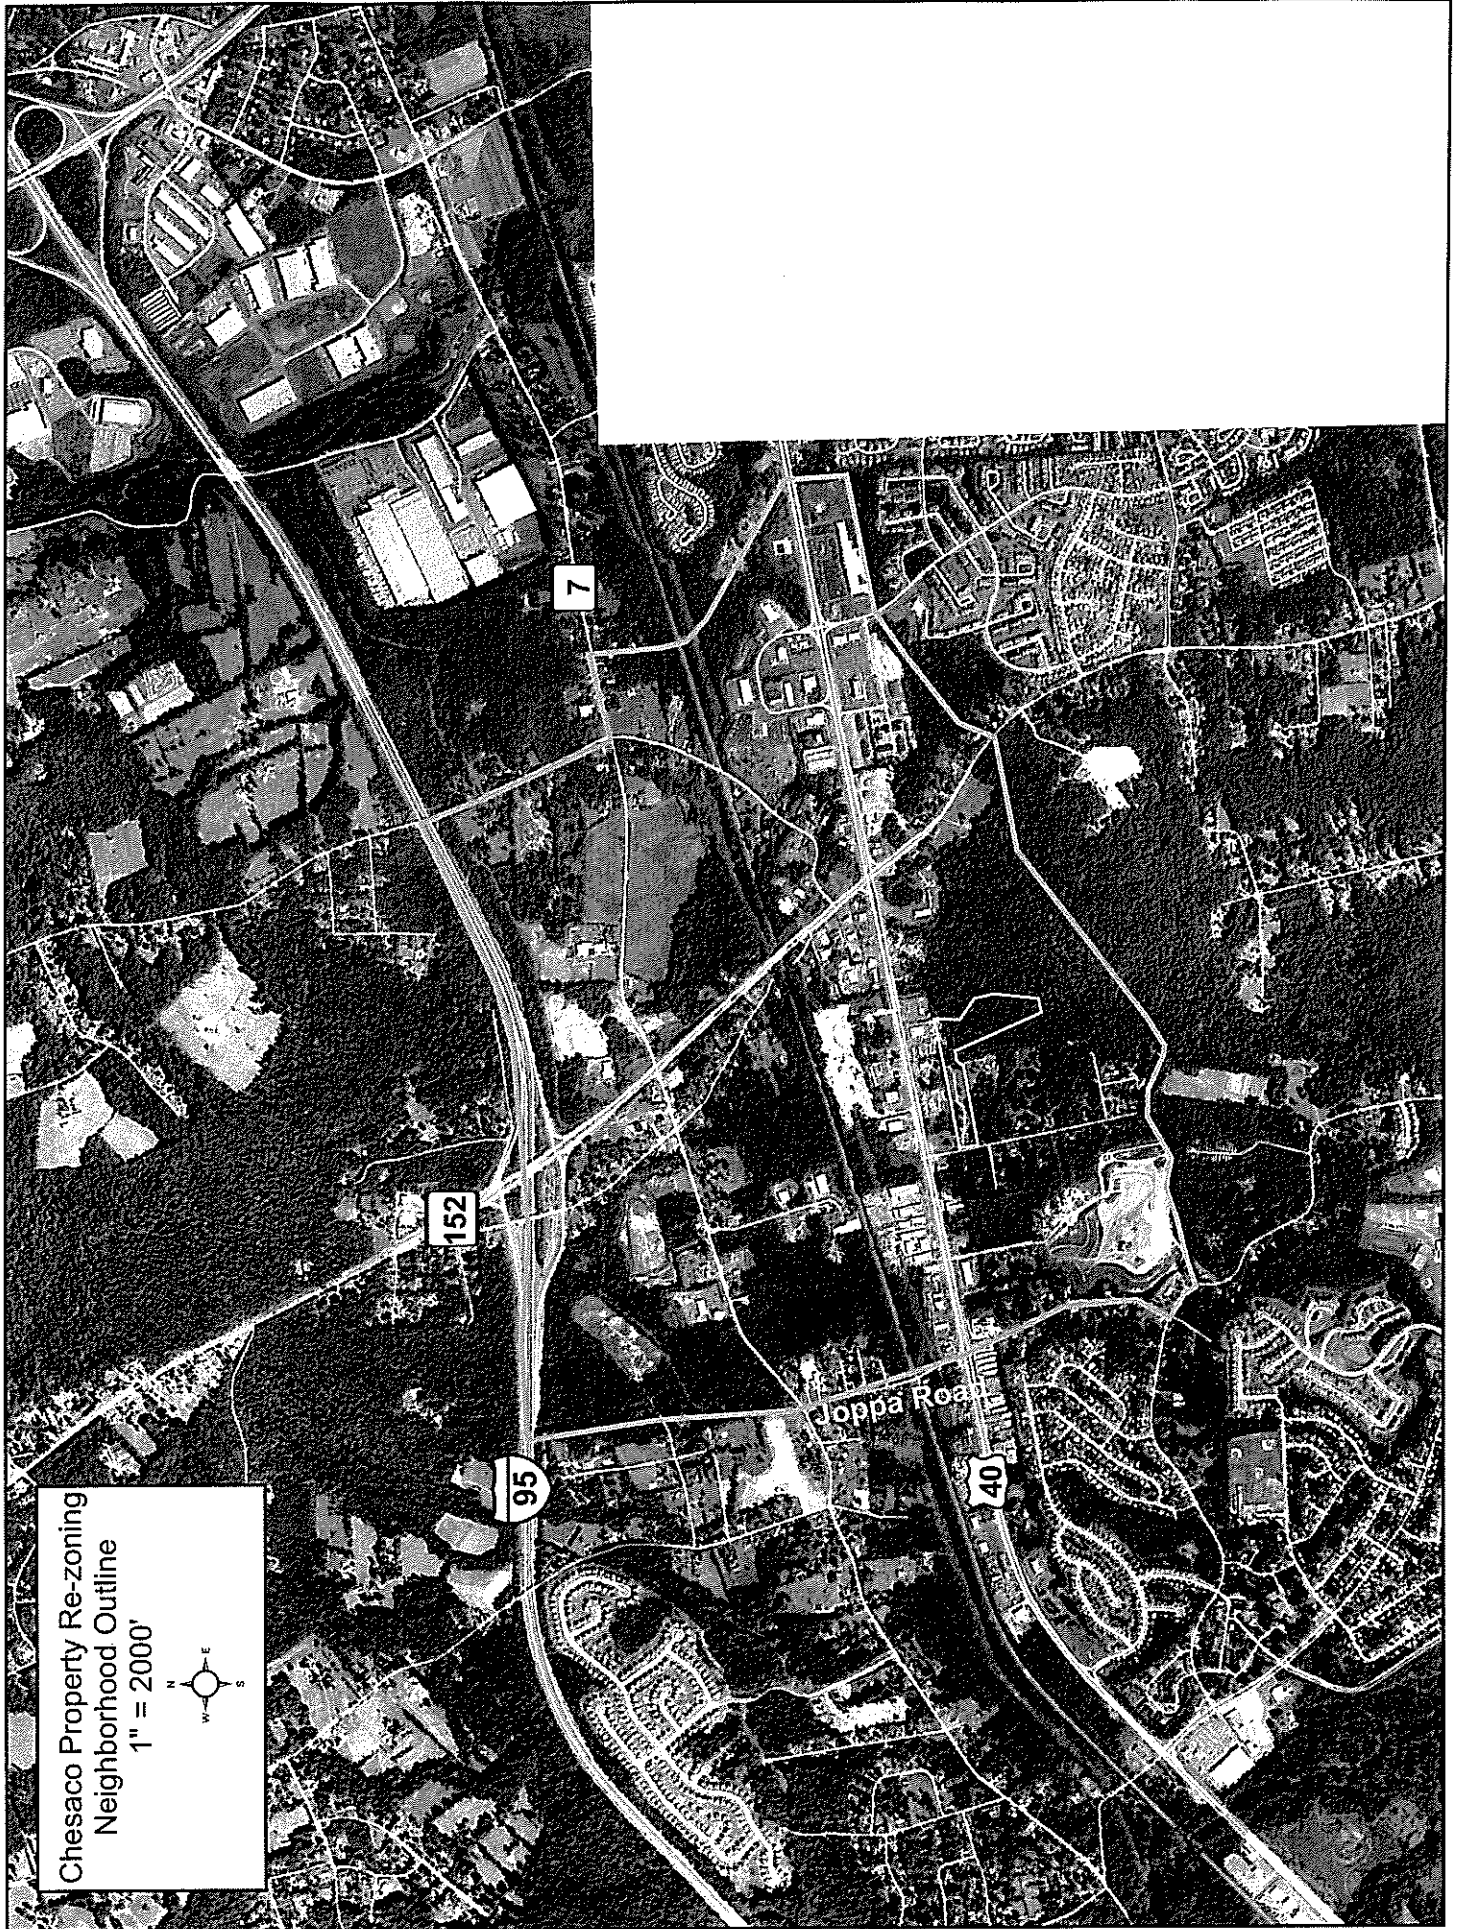 Chesaco Property Re-zoning
Neighborhood Outline
1" = 2000'
N
W E
S
95
152
7
40
Joppa Road